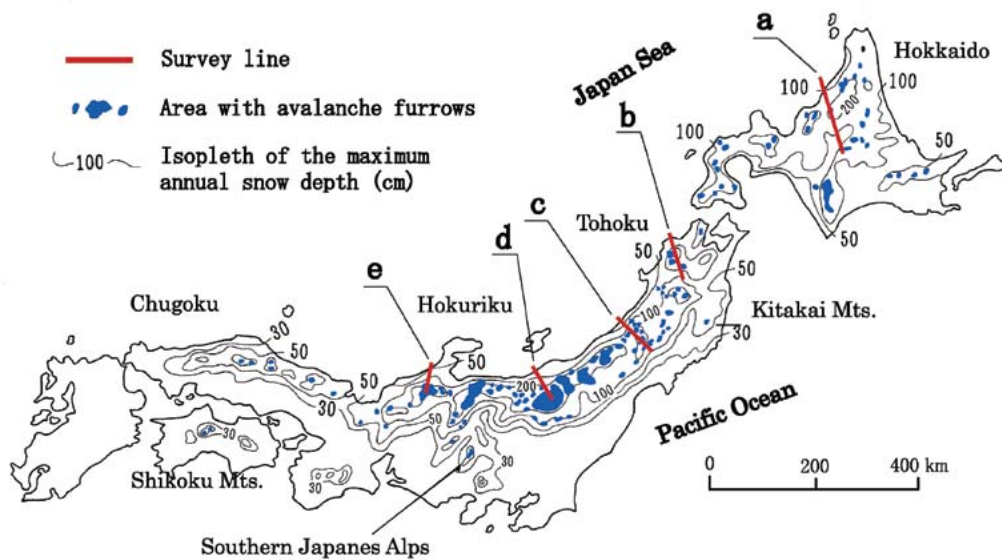 Survey line
Area with avalanche furrows
100
Isopleth of the maximum
annual snow depth (cm)
Japan Sea
Hokkaido
a
100
100
200
b
100
50
50
c
Tohoku
50
50
Kitakai Mts.
30
100
d
Hokuriku
e
Chugoku
30
50
50
30
50
200
100
50
30
30
30
30
Pacific Ocean
Shikoku Mts.
Southern Japanes Alps
0 200 400 km